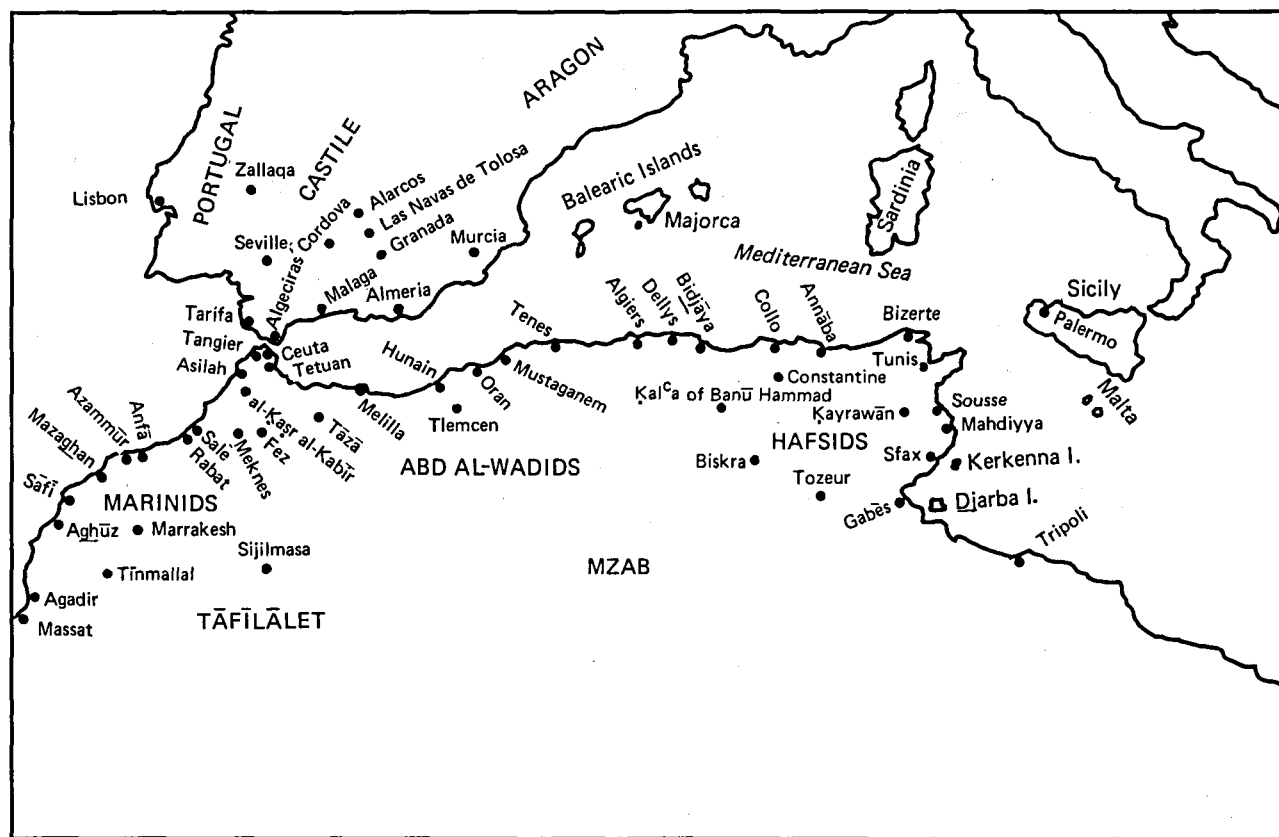 ARAGON
PORTUGAL
CASTILE
Zallaqa
Lisbon
Alarcos
Las Navas de Tolosa
Cordova
Granada
Seville
Murcia
Algeciras
Malaga
Almeria
Tarifa
Balearic Islands
Majorca
Sardinia
Mediterranean Sea
Sicily
Palermo
Malta
Tangier
Ceuta
Asilah
Tetuan
Hunain
Oran
Mustaganem
Tenes
Algiers
Dellys
Bidjāya
Collo
Annāba
Bizerte
Tunis
Constantine
Kalᶜa of Banū Hammad
Ḳayrawān
Sousse
Mahdiyya
al-Ḳaṣr al-Kabīr
Melilla
Tlemcen
Tāzā
Fez
Meknes
Salé
Rabat
Anfā
Azammūr
Mazaghan
Sāfī
MARINIDS
ABD AL-WADIDS
HAFSIDS
Biskra
Tozeur
Sfax
Kerkenna I.
Gabès
Djarba I.
Tripoli
Aghūz
Marrakesh
Tīnmallal
Sijilmasa
MZAB
Agadir
Massat
TĀFĪLĀLET